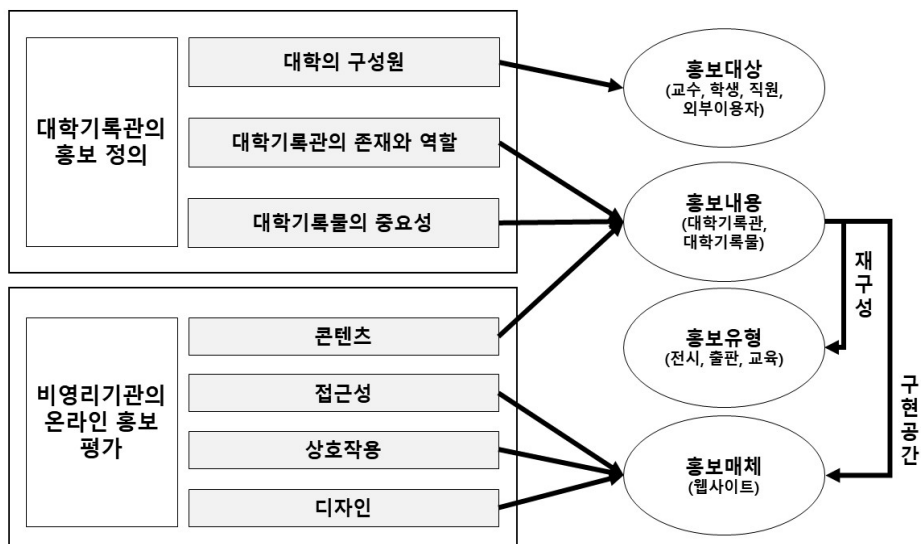 대학기록관의
홍보 정의
대학의 구성원
대학기록관의 존재와 역할
대학기록물의 중요성
비영리기관의
온라인 홍보
평가
콘텐츠
접근성
상호작용
디자인
홍보대상
(교수, 학생, 직원,
외부이용자)
홍보내용
(대학기록관,
대학기록물)
홍보유형
(전시, 출판, 교육)
홍보매체
(웹사이트)
재구성
구현공간